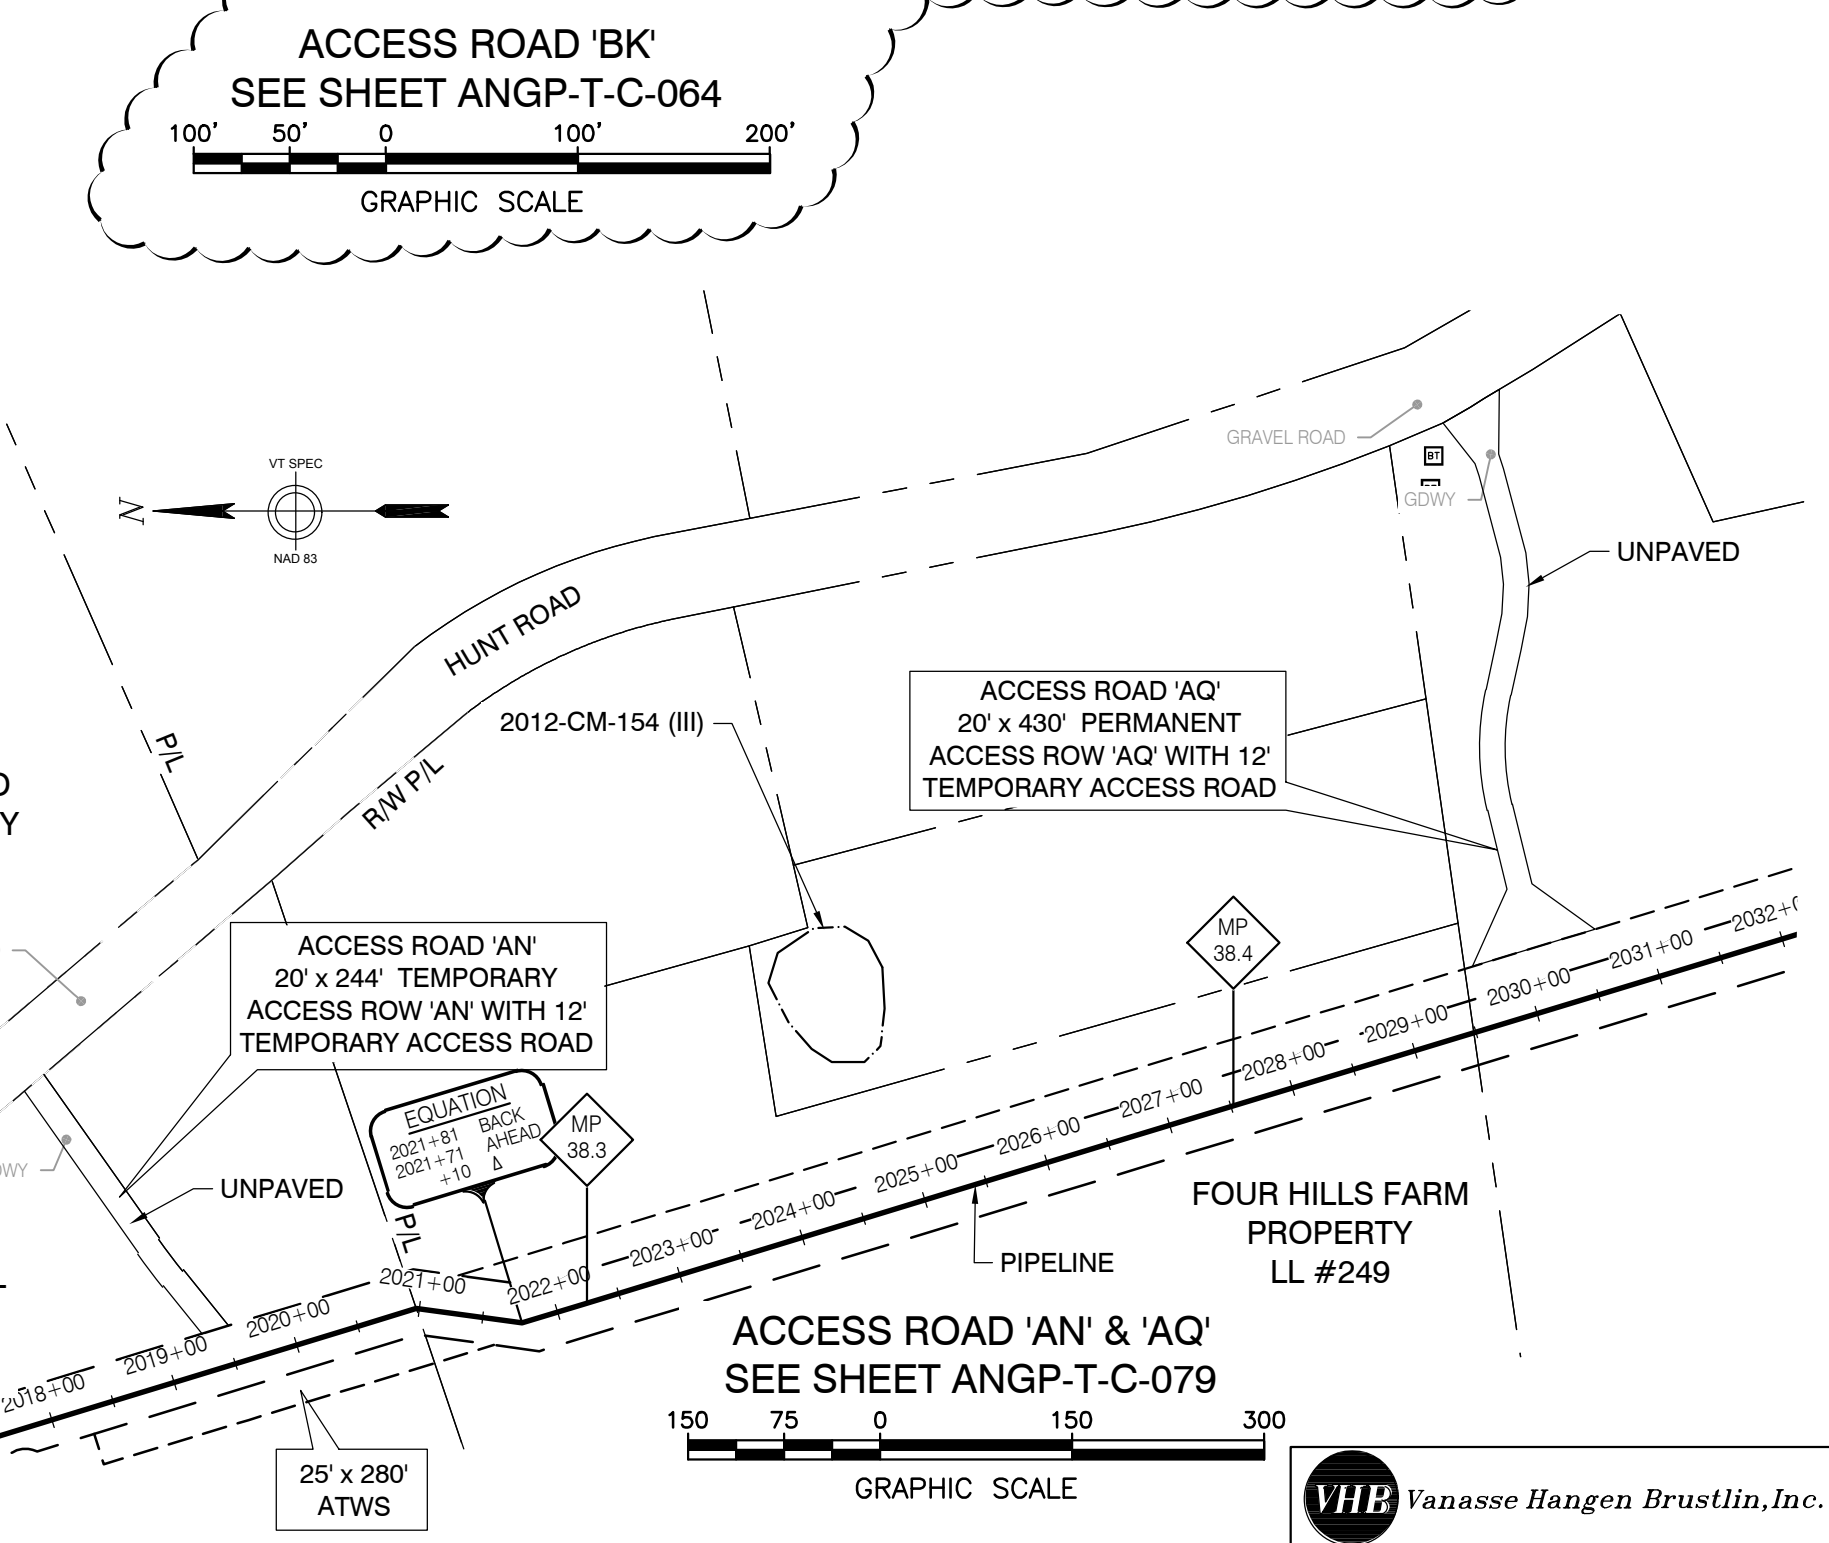 ACCESS ROAD 'BK'
SEE SHEET ANGP-T-C-064
100' 50' 0 100' 200'
GRAPHIC SCALE
VT SPEC
N
NAD 83
GRAVEL ROAD
BT
GDWY
UNPAVED
HUNT ROAD
P/L
R/W P/L
2012-CM-154 (III)
ACCESS ROAD 'AQ'
20' x 430' PERMANENT
ACCESS ROW 'AQ' WITH 12'
TEMPORARY ACCESS ROAD
D
Y
ACCESS ROAD 'AN'
20' x 244' TEMPORARY
ACCESS ROW 'AN' WITH 12'
TEMPORARY ACCESS ROAD
MP
38.4
EQUATION
2021+81 BACK
2021+71 AHEAD
+10 Δ
MP
38.3
WY
UNPAVED
P/L
2018+00
2019+00
2020+00
2021+00
2022+00
2023+00
2024+00
2025+00
2026+00
2027+00
2028+00
2029+00
2030+00
2031+00
2032+0
PIPELINE
FOUR HILLS FARM
PROPERTY
LL #249
ACCESS ROAD 'AN' & 'AQ'
SEE SHEET ANGP-T-C-079
150 75 0 150 300
GRAPHIC SCALE
25' x 280'
ATWS
VHB Vanasse Hangen Brustlin, Inc.